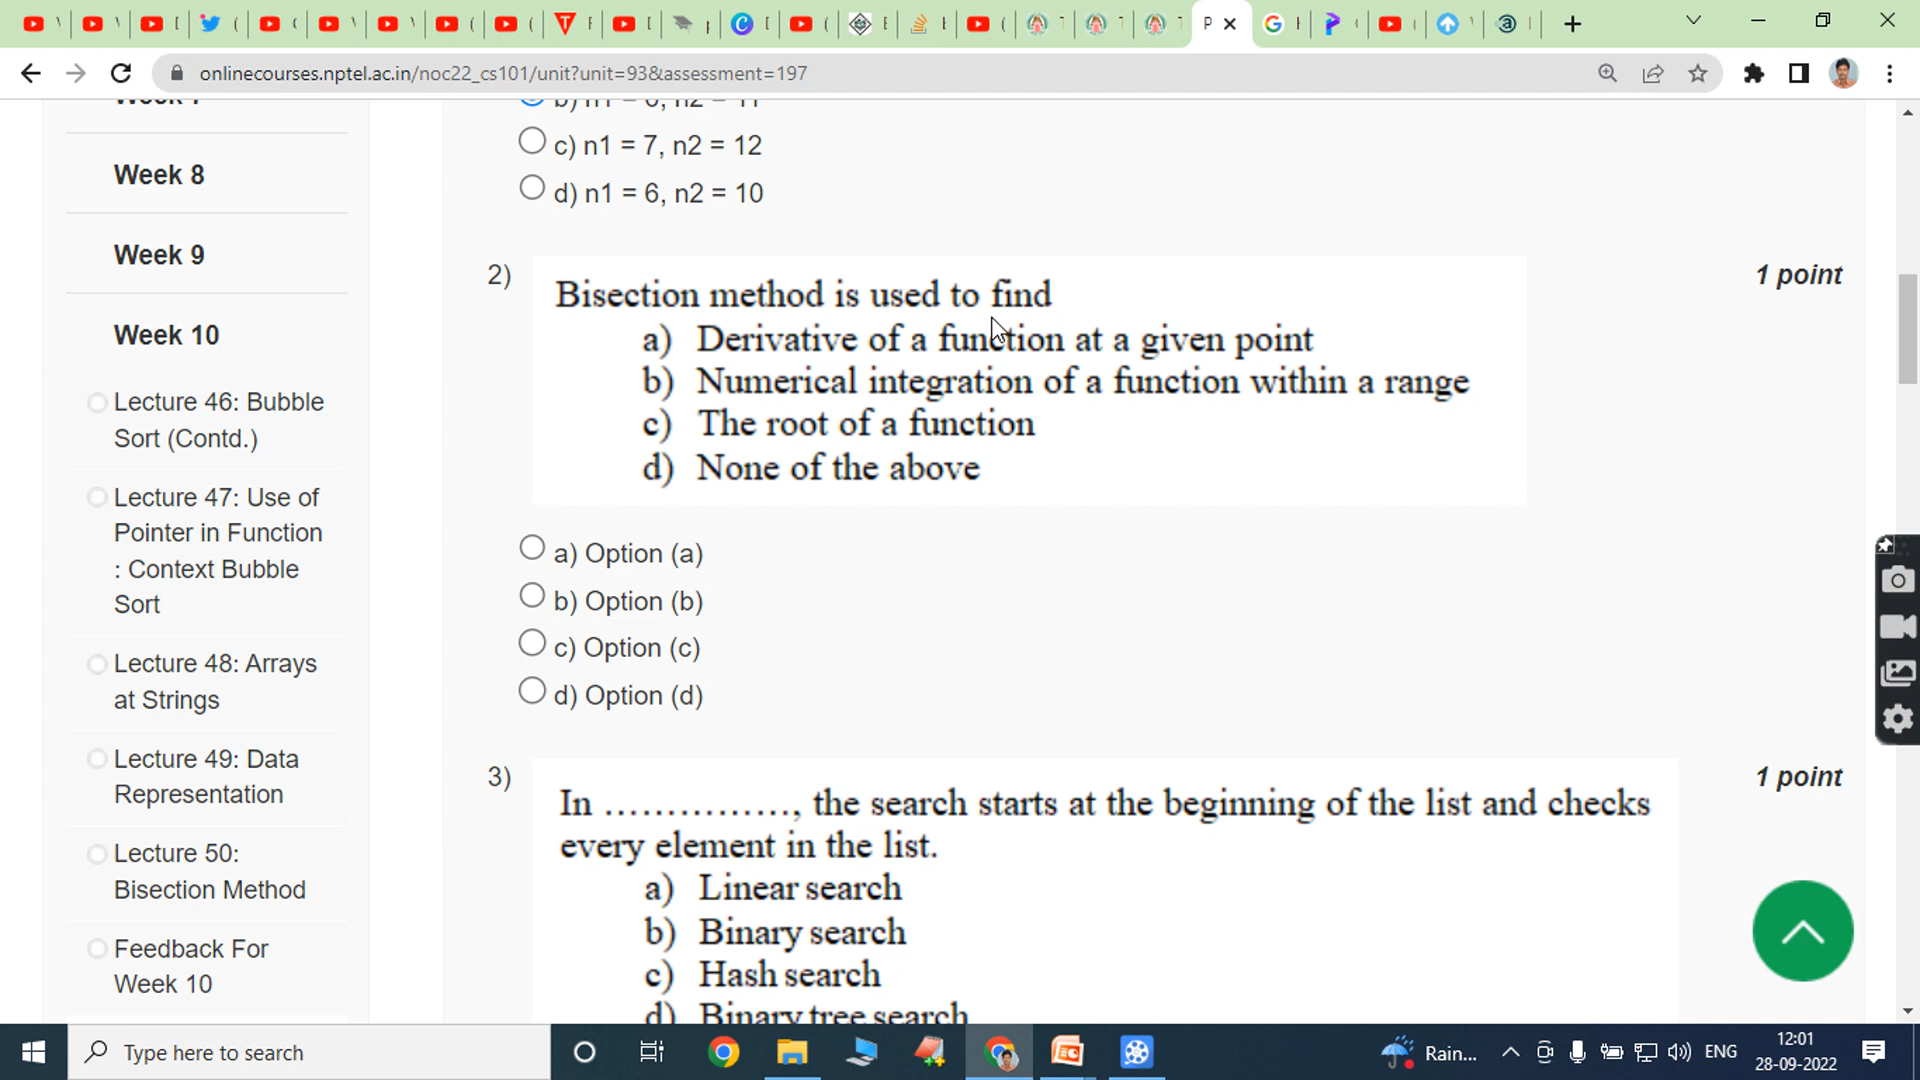 onlinecourses.nptel.ac.in/noc22_cs101/unit?unit=93&assessment=197
Week 8
Week 9
Week 10
Lecture 46: Bubble
Sort (Contd.)
Lecture 47: Use of
Pointer in Function
: Context Bubble
Sort
Lecture 48: Arrays
at Strings
Lecture 49: Data
Representation
Lecture 50:
Bisection Method
Feedback For
Week 10
c) n1 = 7, n2 = 12
d) n1 = 6, n2 = 10
2)
1 point
Bisection method is used to find
a) Derivative of a function at a given point
b) Numerical integration of a function within a range
c) The root of a function
d) None of the above
a) Option (a)
b) Option (b)
c) Option (c)
d) Option (d)
3)
1 point
In ……………, the search starts at the beginning of the list and checks
every element in the list.
a) Linear search
b) Binary search
c) Hash search
d) Binary tree search
Type here to search
Rain...
ENG
12:01
28-09-2022